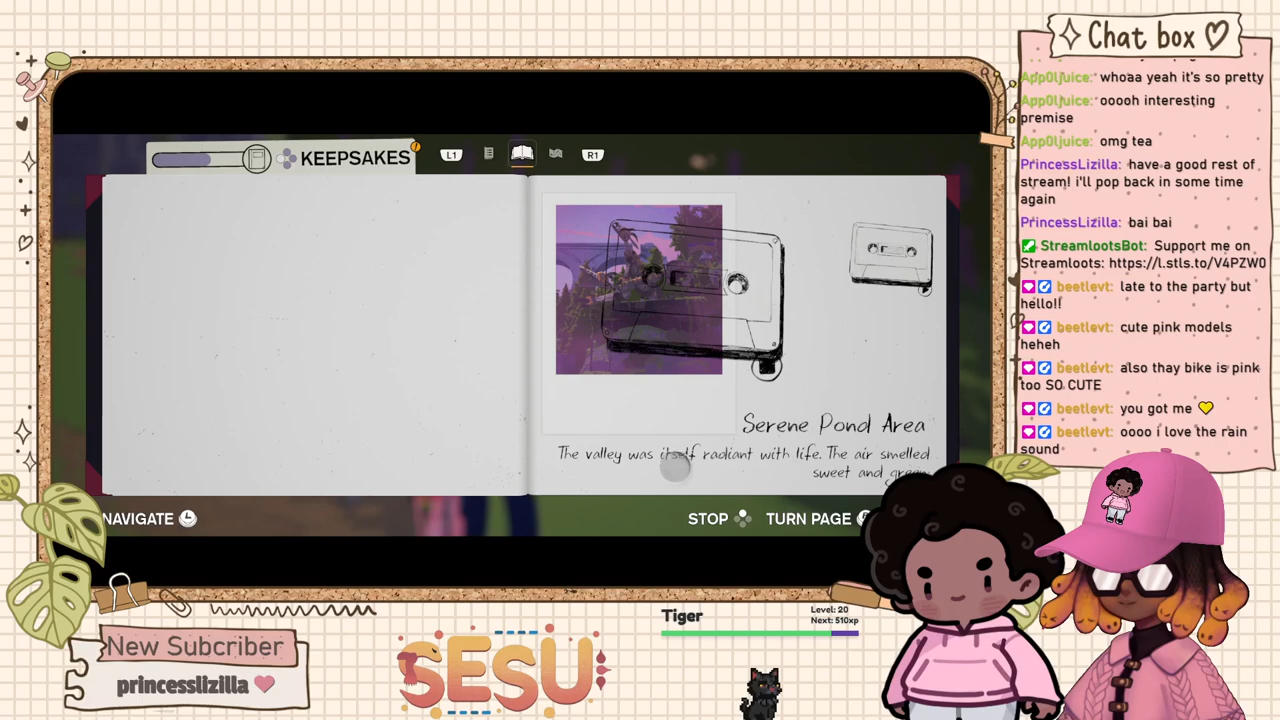 Chat box
App0ljuice: whoaa yeah it's so pretty
App0ljuice: ooooh interesting
premise
App0ljuice: omg tea
PrincessLizilla: have a good rest of
stream! i'll pop back in some time
again
PrincessLizilla: bai bai
StreamlootsBot: Support me on
Streamloots: https://l.stls.to/V4PZW0
beetlevt: late to the party but
hello!!
beetlevt: cute pink models
heheh
beetlevt: also thay bike is pink
too SO CUTE
beetlevt: you got me 💛
beetlevt: oooo i love the rain
sound
KEEPSAKES
L1
R1
Serene Pond Area
The valley was itself radiant with life. The air smelled
sweet and green
NAVIGATE
STOP
TURN PAGE
New Subcriber
princesslizilla
SESU
Tiger
Level: 20
Next: 510xp